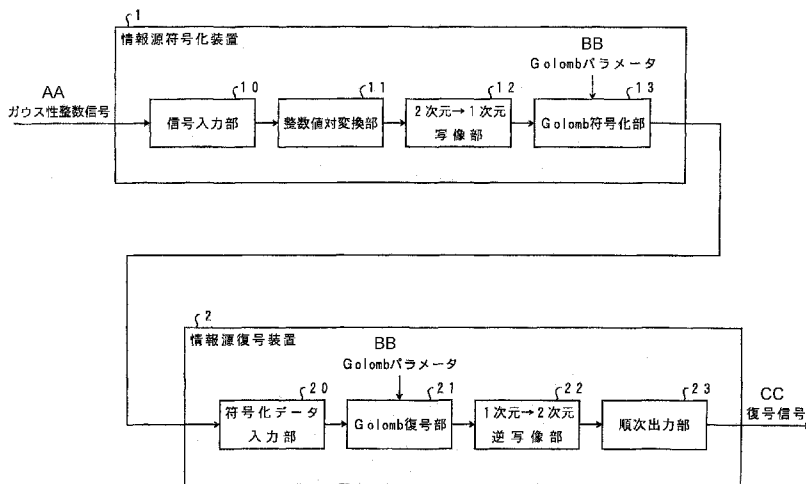 1
情報源符号化装置
BB
Golombパラメータ
AA
ガウス性整数信号
10
11
12
13
信号入力部
整数値対変換部
2次元→1次元
写像部
Golomb符号化部
2
情報源復号装置
BB
Golombパラメータ
20
21
22
23
CC
復号信号
符号化データ
入力部
Golomb復号部
1次元→2次元
逆写像部
順次出力部